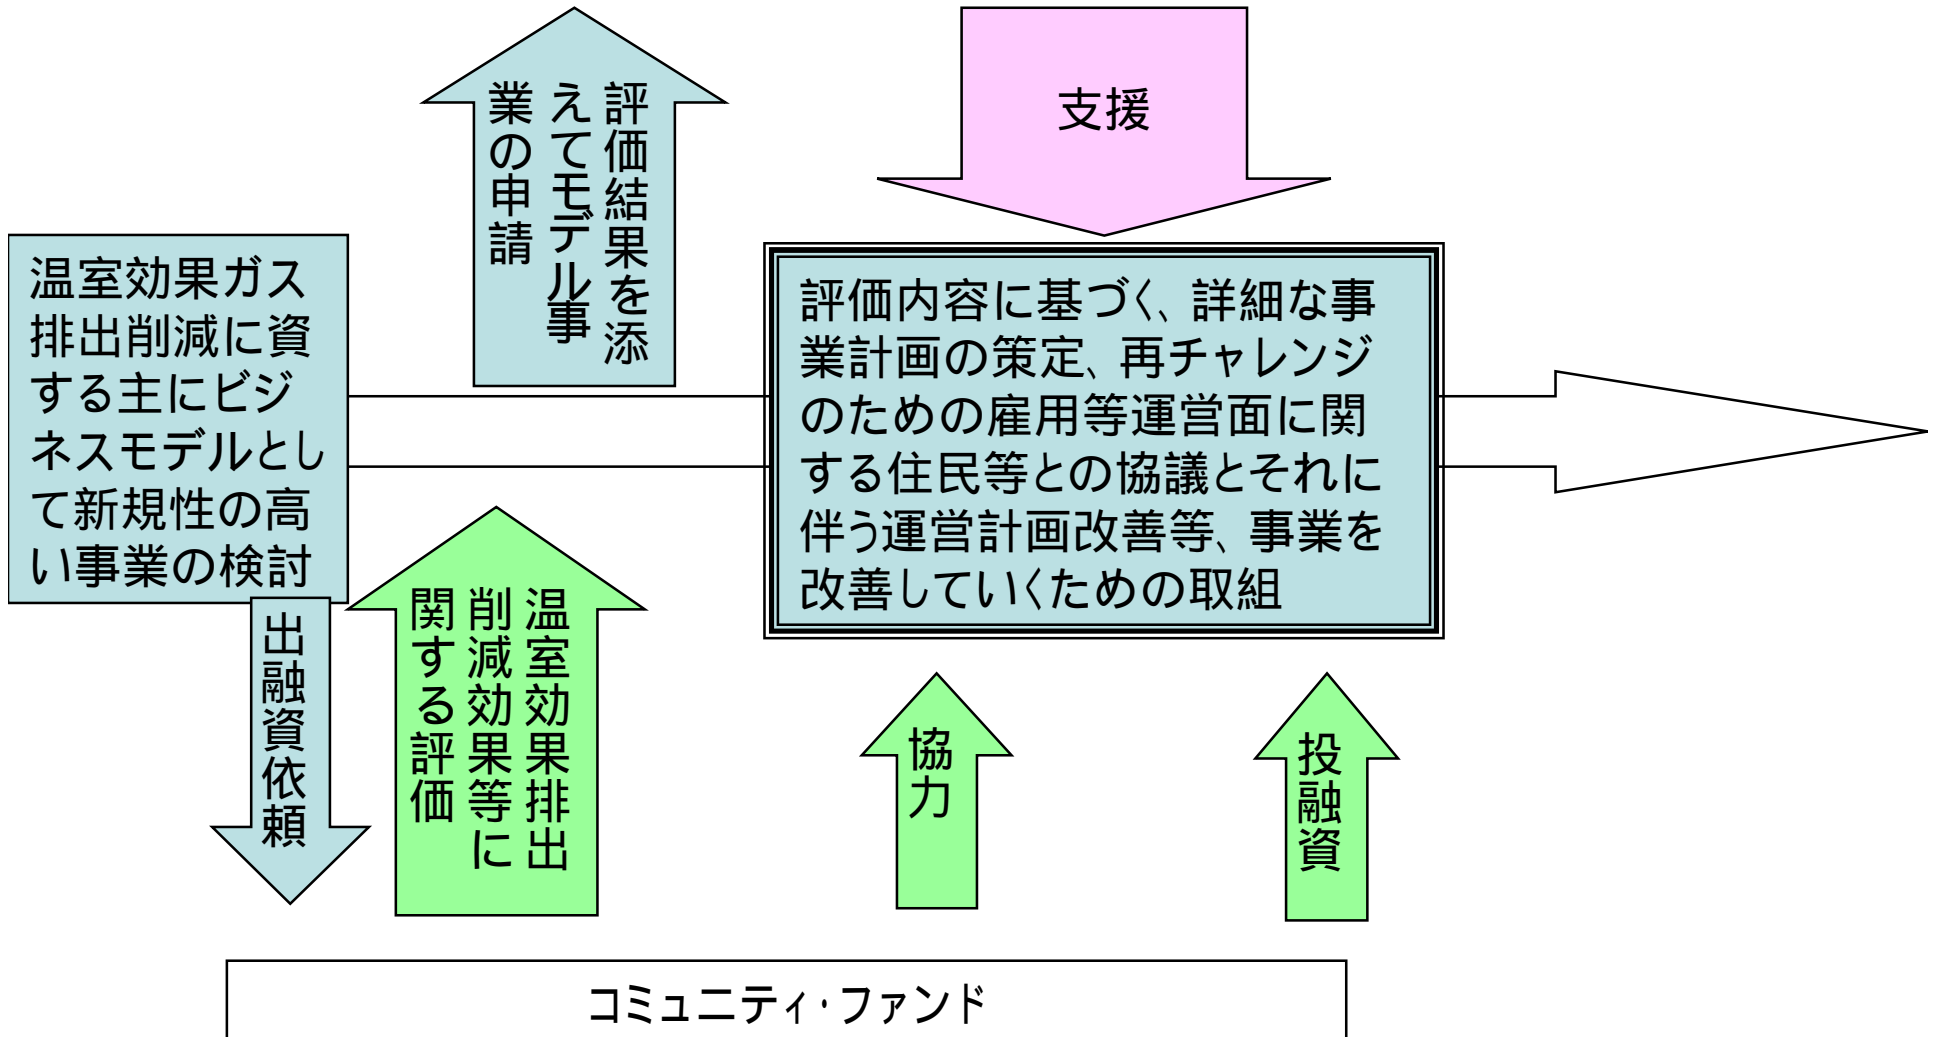 評価結果を添
えてモデル事
業の申請
支援
温室効果ガス
排出削減に資
する主にビジ
ネスモデルとし
て新規性の高
い事業の検討
評価内容に基づく、詳細な事
業計画の策定、再チャレンジ
のための雇用等運営面に関
する住民等との協議とそれに
伴う運営計画改善等、事業を
改善していくための取組
出融資依頼
温室効果排出
削減効果等に
関する評価
協力
投融資
コミュニティ・ファンド